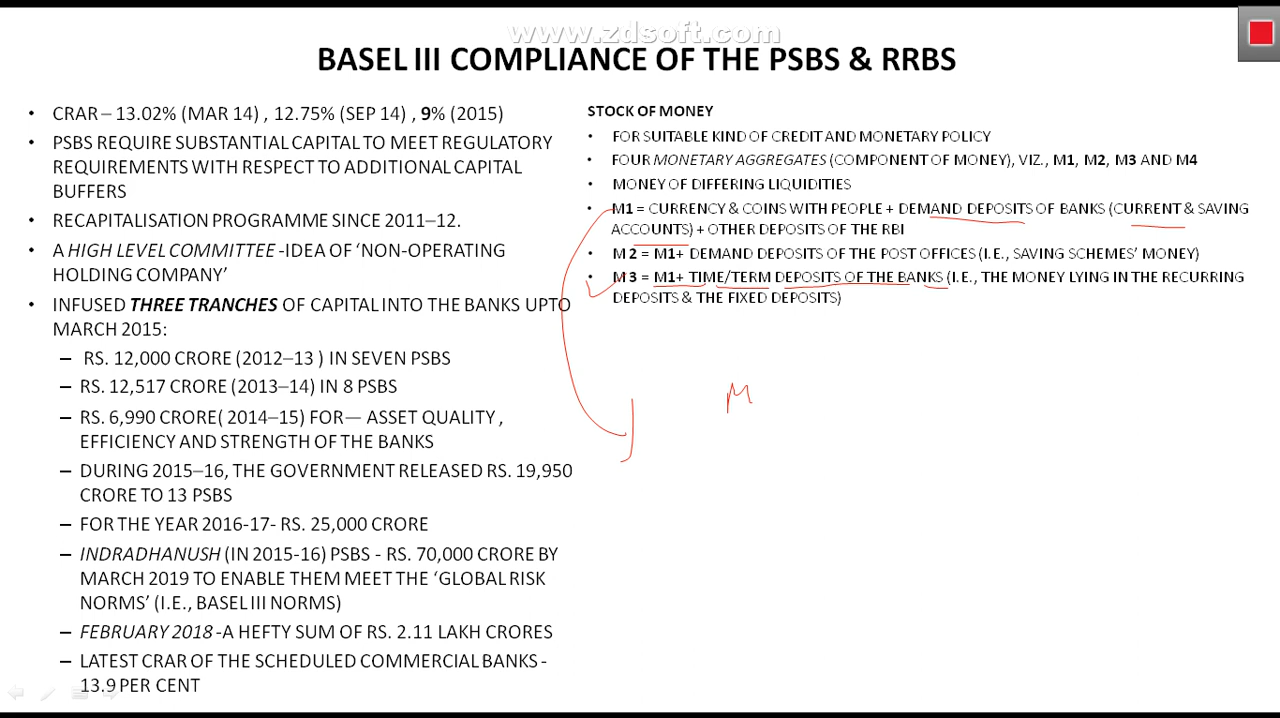 www.zdsoft.com
BASEL III COMPLIANCE OF THE PSBS & RRBS
• CRAR – 13.02% (MAR 14) , 12.75% (SEP 14) , 9% (2015)
• PSBS REQUIRE SUBSTANTIAL CAPITAL TO MEET REGULATORY
REQUIREMENTS WITH RESPECT TO ADDITIONAL CAPITAL
BUFFERS
• RECAPITALISATION PROGRAMME SINCE 2011–12.
• A HIGH LEVEL COMMITTEE -IDEA OF ‘NON-OPERATING
HOLDING COMPANY’
• INFUSED THREE TRANCHES OF CAPITAL INTO THE BANKS UPTO
MARCH 2015:
– RS. 12,000 CRORE (2012–13 ) IN SEVEN PSBS
– RS. 12,517 CRORE (2013–14) IN 8 PSBS
– RS. 6,990 CRORE( 2014–15) FOR— ASSET QUALITY ,
EFFICIENCY AND STRENGTH OF THE BANKS
– DURING 2015–16, THE GOVERNMENT RELEASED RS. 19,950
CRORE TO 13 PSBS
– FOR THE YEAR 2016-17- RS. 25,000 CRORE
– INDRADHANUSH (IN 2015-16) PSBS - RS. 70,000 CRORE BY
MARCH 2019 TO ENABLE THEM MEET THE ‘GLOBAL RISK
NORMS’ (I.E., BASEL III NORMS)
– FEBRUARY 2018 -A HEFTY SUM OF RS. 2.11 LAKH CRORES
– LATEST CRAR OF THE SCHEDULED COMMERCIAL BANKS -
13.9 PER CENT
STOCK OF MONEY
• FOR SUITABLE KIND OF CREDIT AND MONETARY POLICY
• FOUR MONETARY AGGREGATES (COMPONENT OF MONEY), VIZ., M1, M2, M3 AND M4
• MONEY OF DIFFERING LIQUIDITIES
• M1 = CURRENCY & COINS WITH PEOPLE + DEMAND DEPOSITS OF BANKS (CURRENT & SAVING
ACCOUNTS) + OTHER DEPOSITS OF THE RBI
• M 2 = M1+ DEMAND DEPOSITS OF THE POST OFFICES (I.E., SAVING SCHEMES’ MONEY)
• M 3 = M1+ TIME/TERM DEPOSITS OF THE BANKS (I.E., THE MONEY LYING IN THE RECURRING
DEPOSITS & THE FIXED DEPOSITS)
M